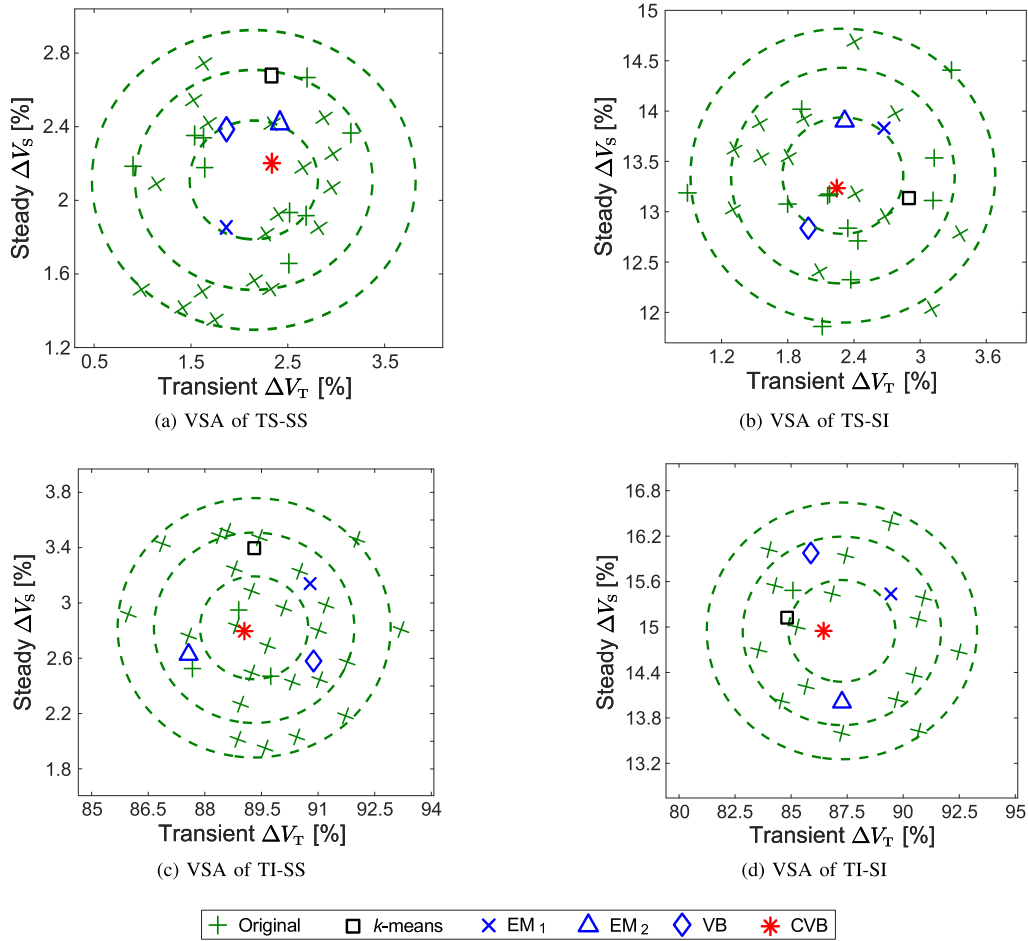 2.8
2.4
2
1.6
1.2
Steady ΔV_S [%]
0.5 1.5 2.5 3.5
Transient ΔV_T [%]
(a) VSA of TS-SS
15
14.5
14
13.5
13
12.5
12
Steady ΔV_S [%]
1.2 1.8 2.4 3 3.6
Transient ΔV_T [%]
(b) VSA of TS-SI
3.8
3.4
3
2.6
2.2
1.8
Steady ΔV_S [%]
85 86.5 88 89.5 91 92.5 94
Transient ΔV_T [%]
(c) VSA of TI-SS
16.8
16.2
15.6
15
14.4
13.8
13.2
Steady ΔV_S [%]
80 82.5 85 87.5 90 92.5 95
Transient ΔV_T [%]
(d) VSA of TI-SI
Original k-means EM 1 EM 2 VB CVB